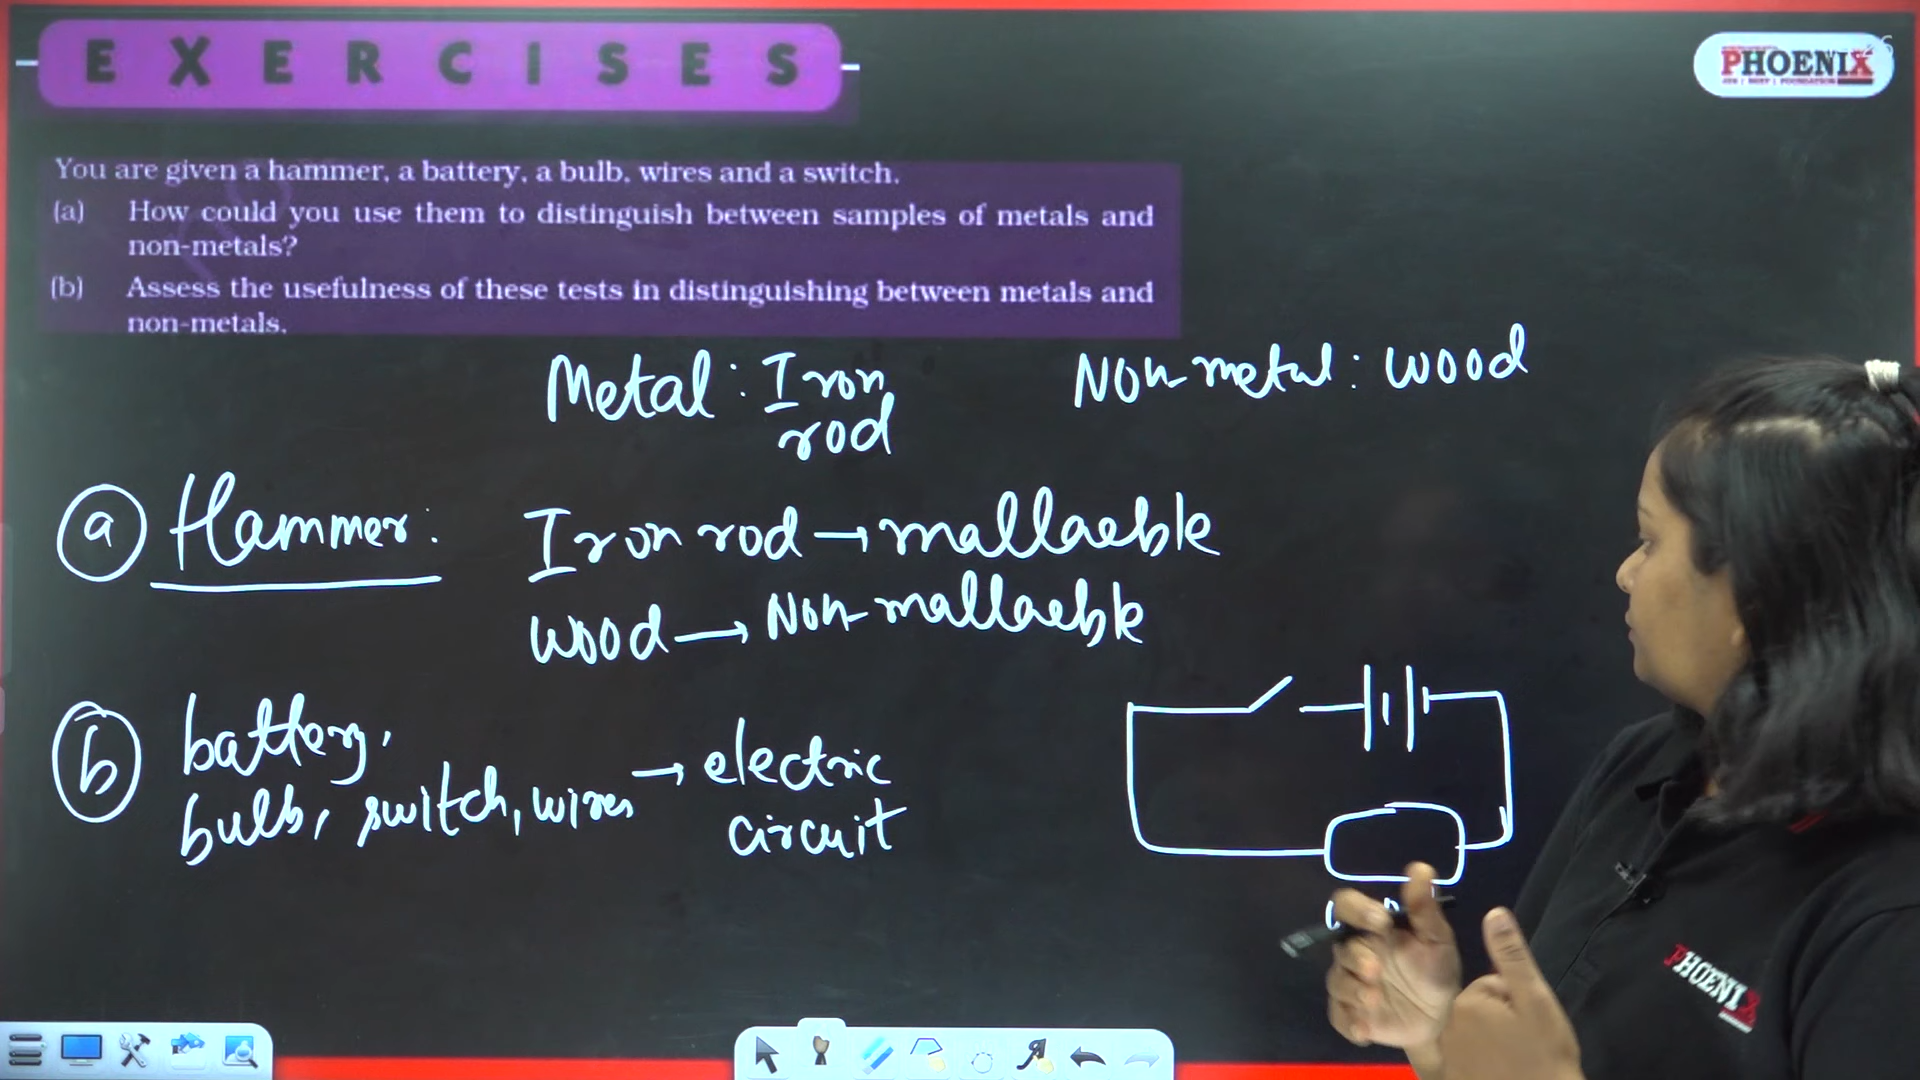 EXERCISES
PHOENIX
You are given a hammer, a battery, a bulb, wires and a switch.
(a) How could you use them to distinguish between samples of metals and
non-metals?
(b) Assess the usefulness of these tests in distinguishing between metals and
non-metals.
Metal: Iron
rod
Non-metal: wood
a Hammer: Iron rod → mallaeble
wood → Non-mallaeble
b battery,
bulb, switch, wires → electric
circuit
PHOENIX